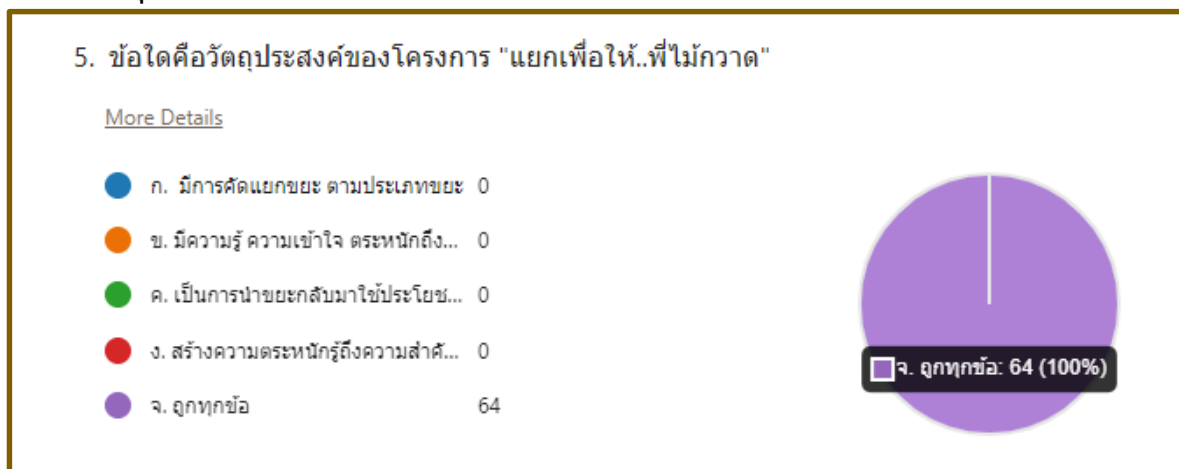 5. ข้อใดคือวัตถุประสงค์ของโครงการ "แยกเพื่อให้..พี่ไม้กวาด"
More Details
ก. มีการคัดแยกขยะ ตามประเภทขยะ 0
ข. มีความรู้ ความเข้าใจ ตระหนักถึง... 0
ค. เป็นการนำขยะกลับมาใช้ประโยช... 0
ง. สร้างความตระหนักรู้ถึงความสำคั... 0
จ. ถูกทุกข้อ 64
จ. ถูกทุกข้อ: 64 (100%)